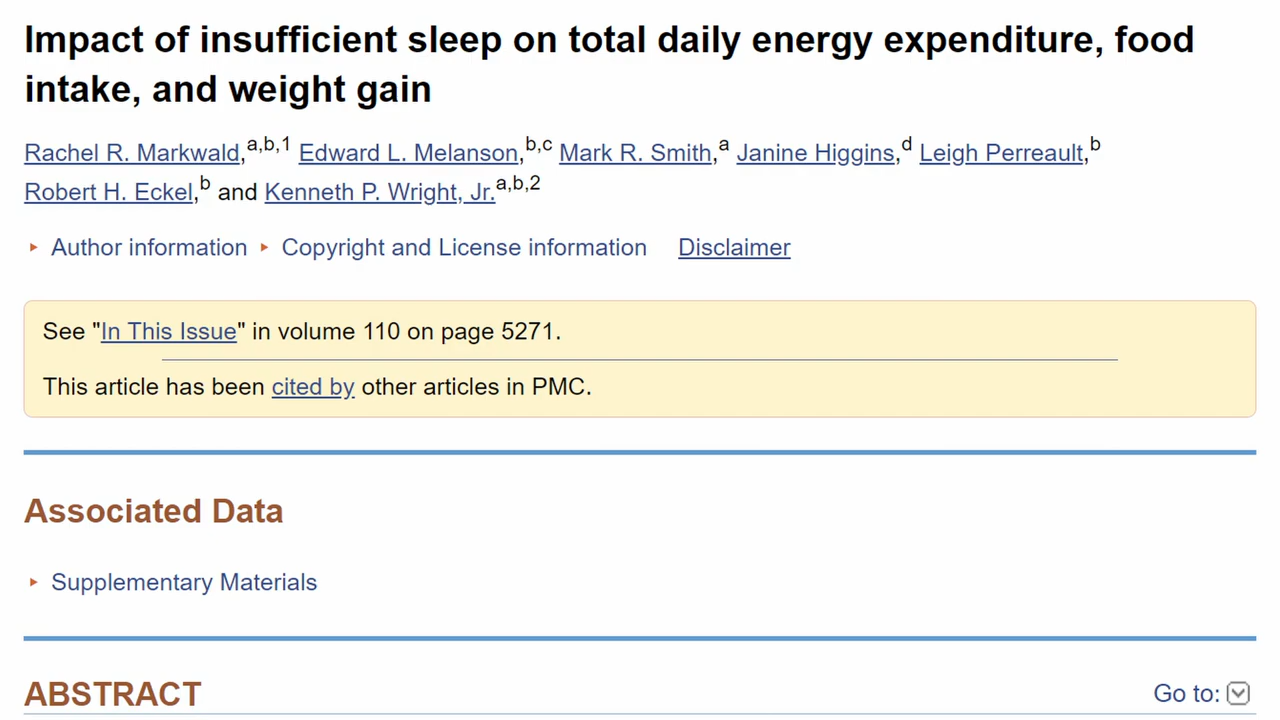 Impact of insufficient sleep on total daily energy expenditure, food
intake, and weight gain
Rachel R. Markwald,a,b,1 Edward L. Melanson,b,c Mark R. Smith,a Janine Higgins,d Leigh Perreault,b
Robert H. Eckel,b and Kenneth P. Wright, Jr.a,b,2
Author information Copyright and License information Disclaimer
See "In This Issue" in volume 110 on page 5271.
This article has been cited by other articles in PMC.
Associated Data
Supplementary Materials
ABSTRACT Go to: